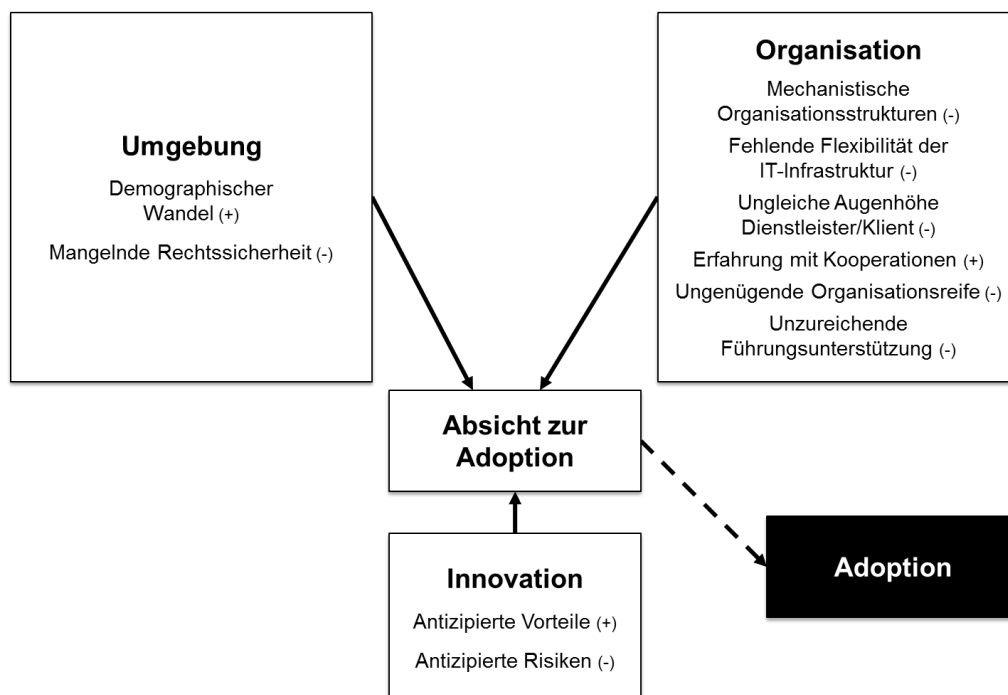 Umgebung
Demographischer
Wandel (+)
Mangelnde Rechtssicherheit (-)
Organisation
Mechanistische
Organisationsstrukturen (-)
Fehlende Flexibilität der
IT-Infrastruktur (-)
Ungleiche Augenhöhe
Dienstleister/Klient (-)
Erfahrung mit Kooperationen (+)
Ungenügende Organisationsreife (-)
Unzureichende
Führungsunterstützung (-)
Absicht zur
Adoption
Innovation
Antizipierte Vorteile (+)
Antizipierte Risiken (-)
Adoption